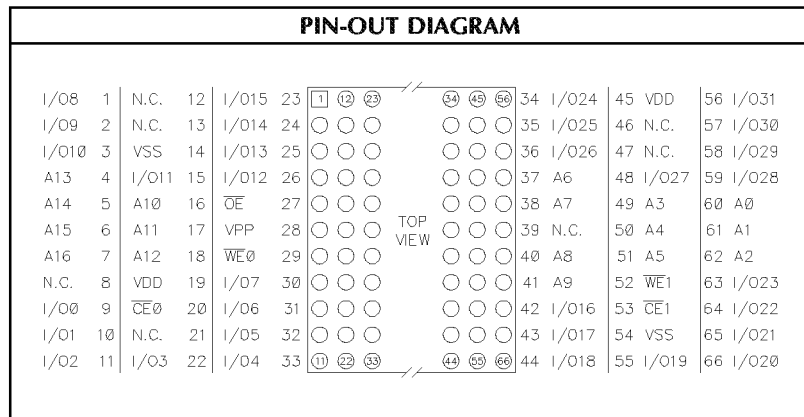 PIN-OUT DIAGRAM
I/O8 1 N.C. 12 I/O15 23 1 12 23 34 45 56 34 I/O24 45 VDD 56 I/O31
I/O9 2 N.C. 13 I/O14 24 35 I/O25 46 N.C. 57 I/O30
I/O10 3 VSS 14 I/O13 25 36 I/O26 47 N.C. 58 I/O29
A13 4 I/O11 15 I/O12 26 37 A6 48 I/O27 59 I/O28
A14 5 A10 16 O̅E̅ 27 38 A7 49 A3 60 A0
A15 6 A11 17 VPP 28 TOP VIEW 39 N.C. 50 A4 61 A1
A16 7 A12 18 W̅E̅0 29 40 A8 51 A5 62 A2
N.C. 8 VDD 19 I/O7 30 41 A9 52 W̅E̅1 63 I/O23
I/O0 9 C̅E̅0 20 I/O6 31 42 I/O16 53 C̅E̅1 64 I/O22
I/O1 10 N.C. 21 I/O5 32 43 I/O17 54 VSS 65 I/O21
I/O2 11 I/O3 22 I/O4 33 11 22 33 44 55 66 44 I/O18 55 I/O19 66 I/O20